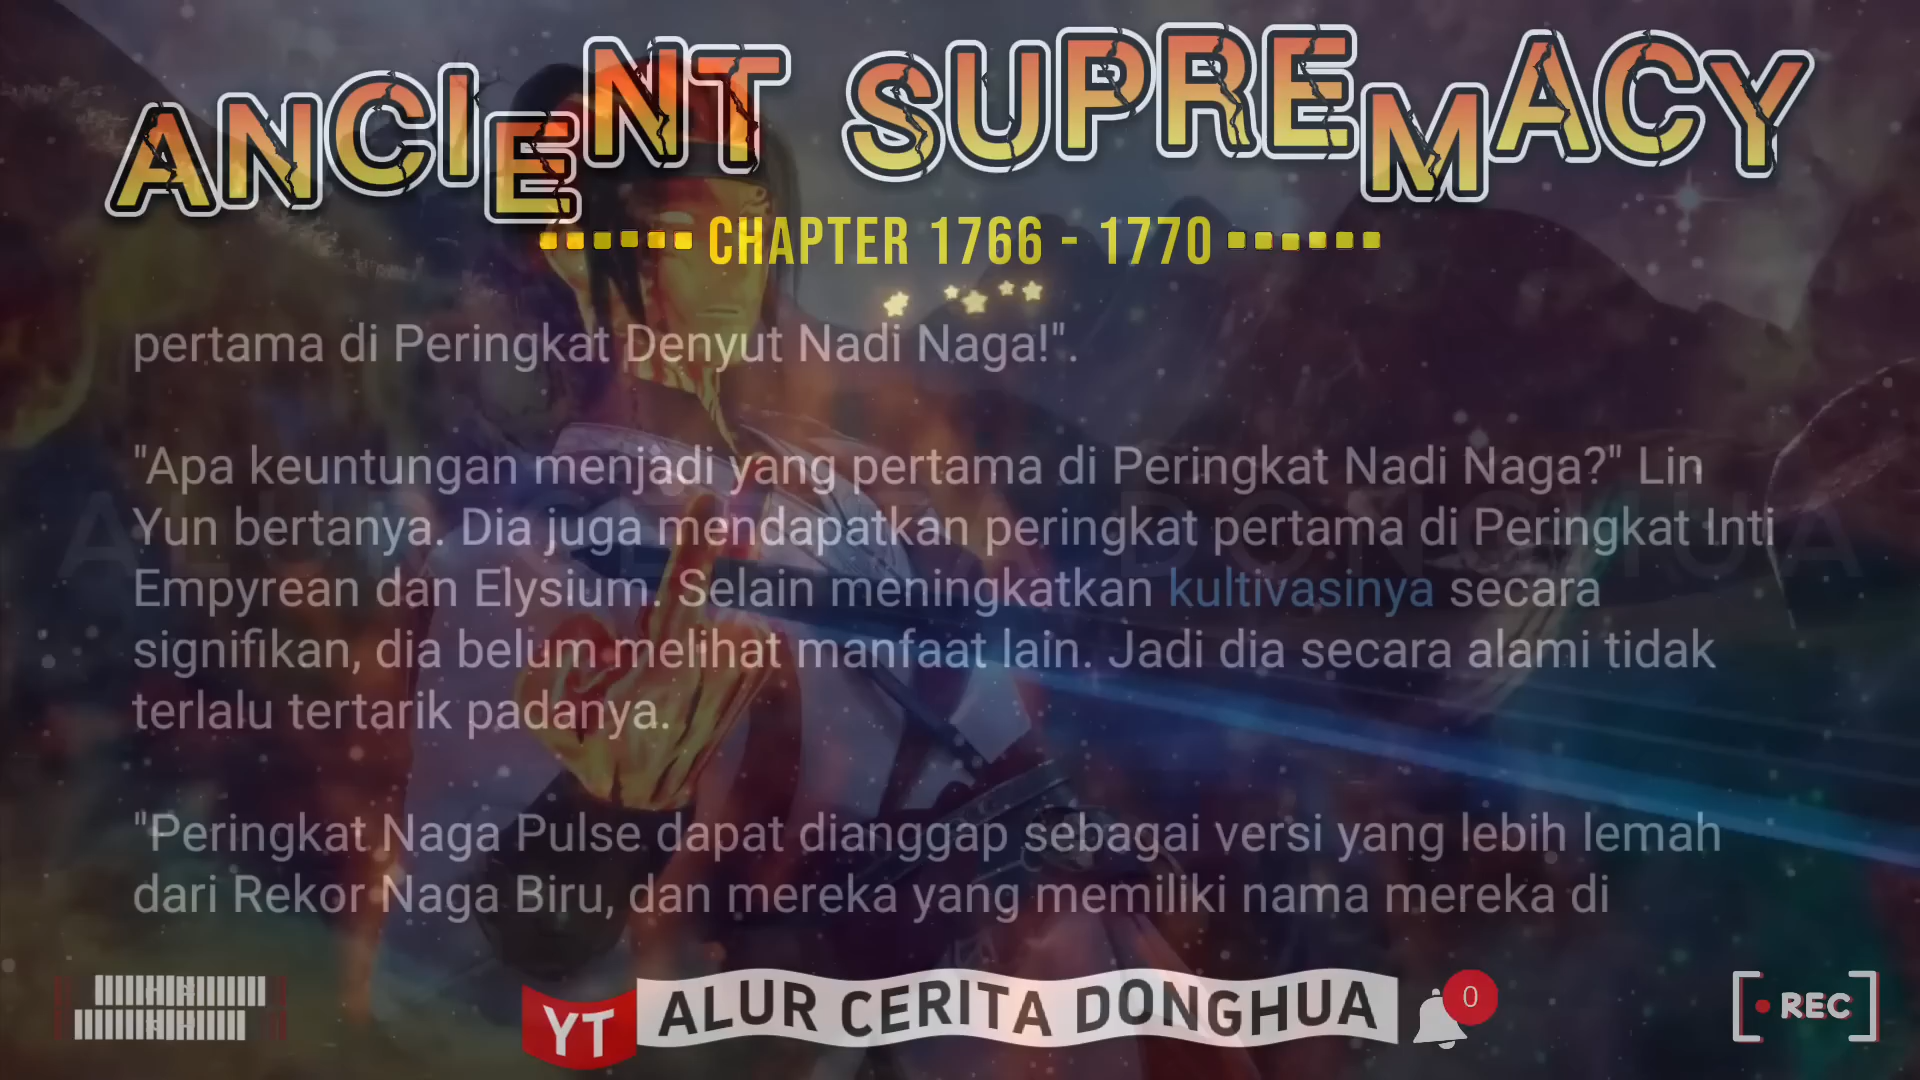 ANCIENT SUPREMACY
CHAPTER 1766 - 1770
pertama di Peringkat Denyut Nadi Naga!".
"Apa keuntungan menjadi yang pertama di Peringkat Nadi Naga?" Lin
Yun bertanya. Dia juga mendapatkan peringkat pertama di Peringkat Inti
Empyrean dan Elysium. Selain meningkatkan kultivasinya secara
signifikan, dia belum melihat manfaat lain. Jadi dia secara alami tidak
terlalu tertarik padanya.
"Peringkat Naga Pulse dapat dianggap sebagai versi yang lebih lemah
dari Rekor Naga Biru, dan mereka yang memiliki nama mereka di
ALUR CERITA DONGHUA
YT ALUR CERITA DONGHUA 0
REC